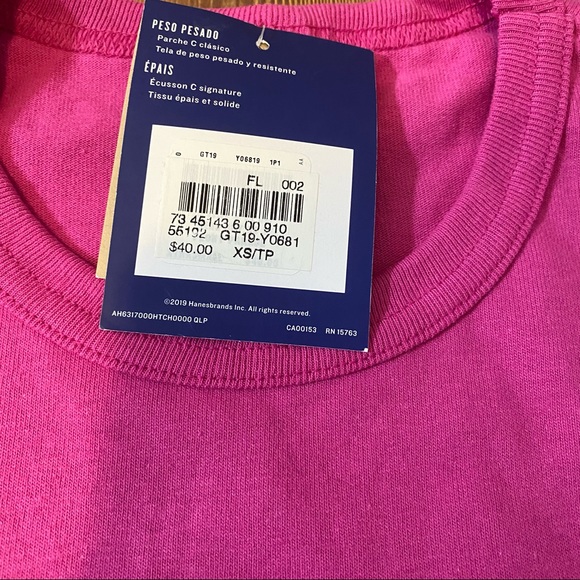 PESO PESADO
Parche C clásico
Tela de peso pesado y resistente
ÉPAIS
Écusson C signature
Tissu épais et solide
GT19 Y06819 1P1
FL 002
73 45143 6 00 910
55192 GT19-Y0681
$40.00 XS/TP
©2019 Hanesbrands Inc. All rights reserved.
AH6317000HTCH0000 QLP CA00153 RN 15763